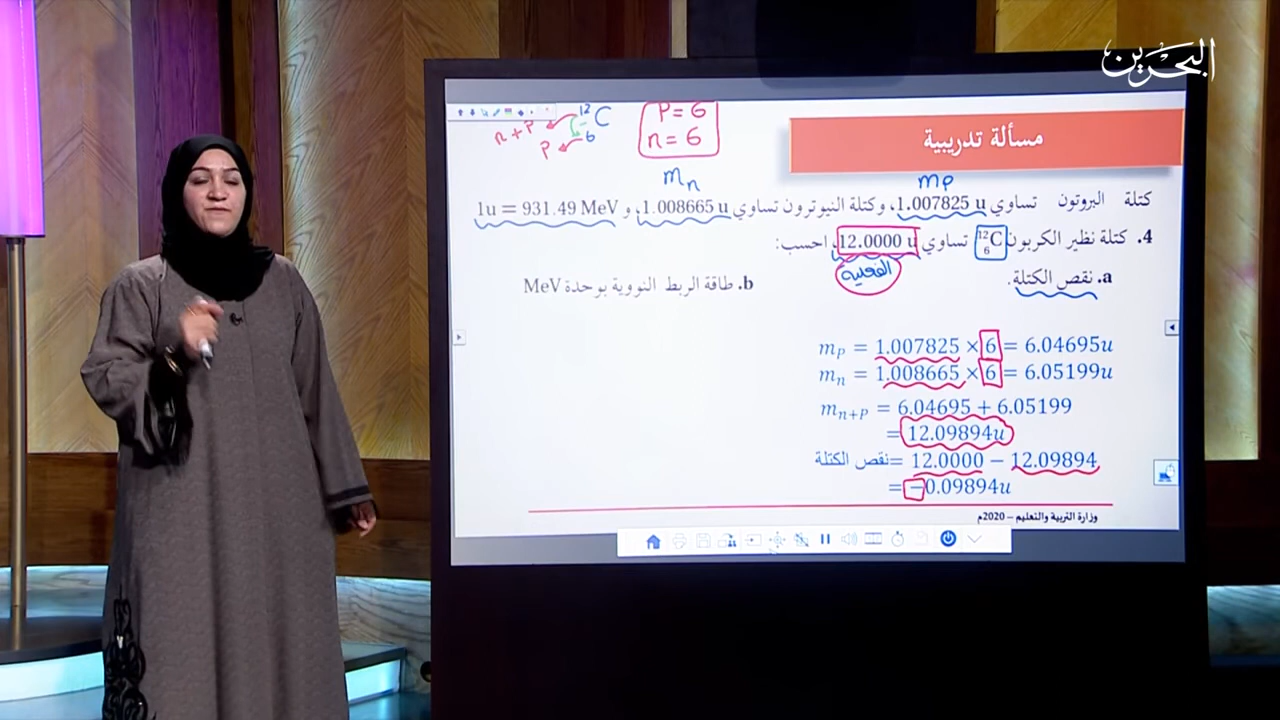 البحرين
مسألة تدريبية
n + P
P
12
6
C
P = 6
n = 6
mn
mP
كتلة البروتون تساوي 1.007825 u، وكتلة النيوترون تساوي 1.008665 u، و 1u = 931.49 MeV
4. كتلة نظير الكربون ¹²₆C تساوي 12.0000 u، احسب:
الفعلية
a. نقص الكتلة.
b. طاقة الربط النووية بوحدة MeV
mP = 1.007825 × 6 = 6.04695u
mn = 1.008665 × 6 = 6.05199u
mn+P = 6.04695 + 6.05199
= 12.09894u
نقص الكتلة = 12.0000 − 12.09894
= −0.09894u
وزارة التربية والتعليم – 2020م